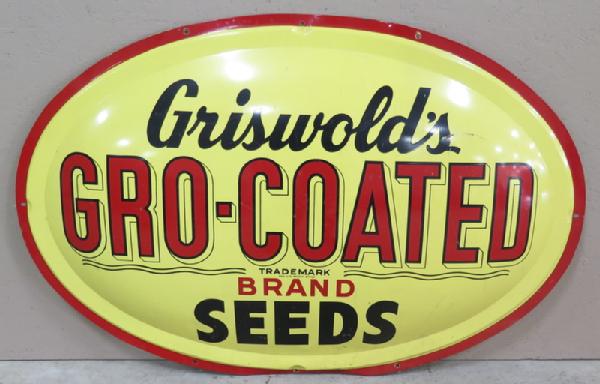 Griswold's
GRO-COATED
TRADEMARK
BRAND
SEEDS